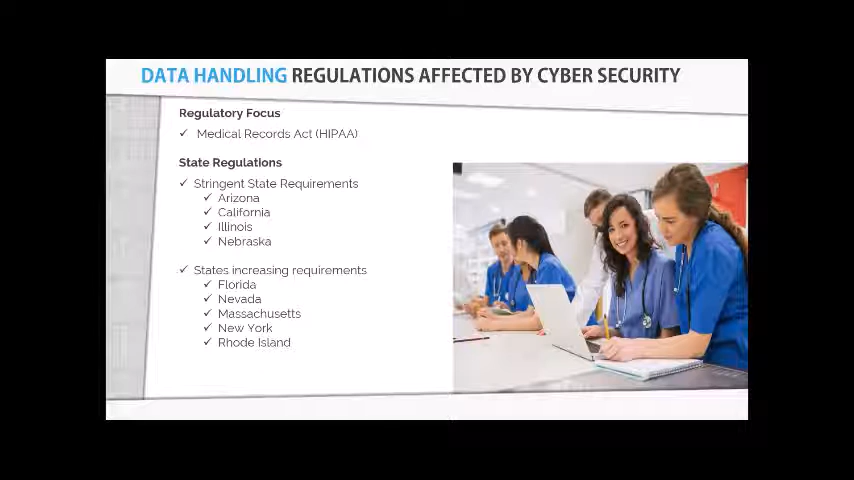 DATA HANDLING REGULATIONS AFFECTED BY CYBER SECURITY
Regulatory Focus
✓ Medical Records Act (HIPAA)
State Regulations
✓ Stringent State Requirements
✓ Arizona
✓ California
✓ Illinois
✓ Nebraska
✓ States increasing requirements
✓ Florida
✓ Nevada
✓ Massachusetts
✓ New York
✓ Rhode Island